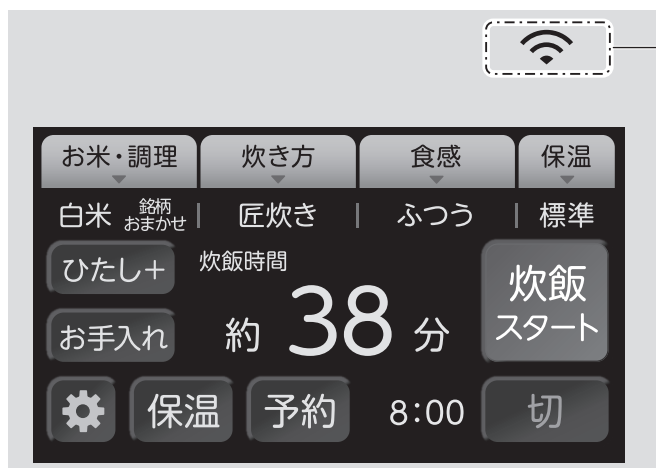 お米・調理 炊き方 食感 保温
白米 銘柄おまかせ 匠炊き ふつう 標準
ひたし+ 炊飯時間
お手入れ 約 38 分 炊飯スタート
保温 予約 8:00 切